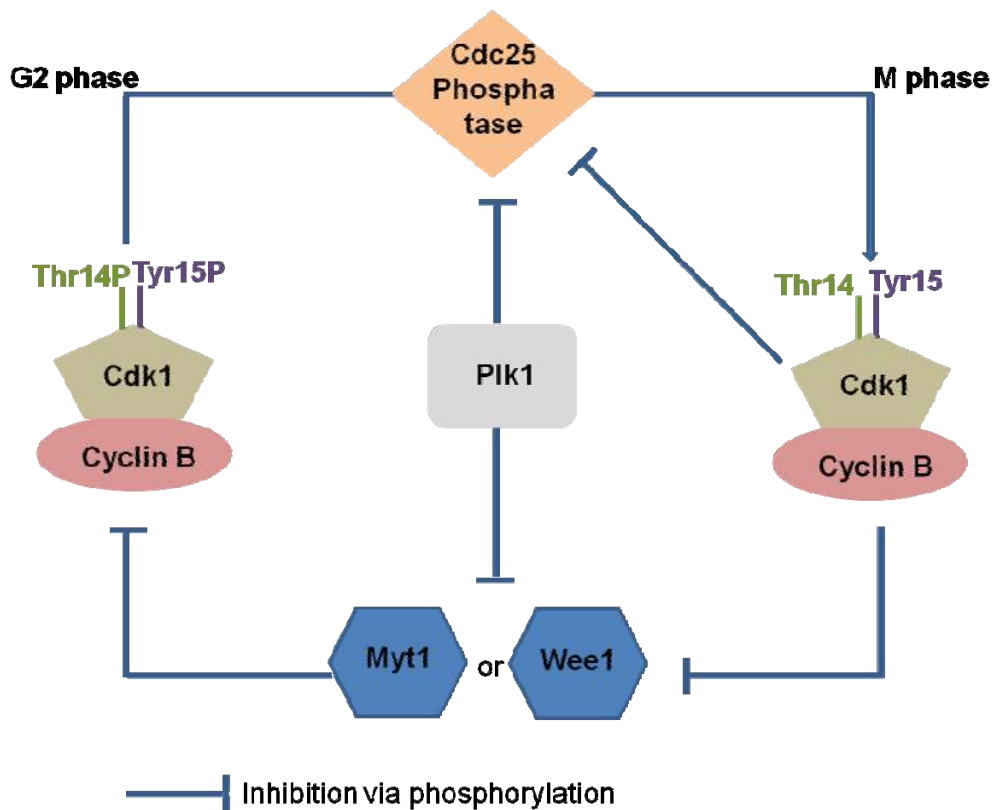 Cdc25
Phospha
tase
G2 phase
M phase
Thr14P Tyr15P
Thr14 Tyr15
Cdk1
Plk1
Cdk1
Cyclin B
Cyclin B
Myt1 or Wee1
Inhibition via phosphorylation